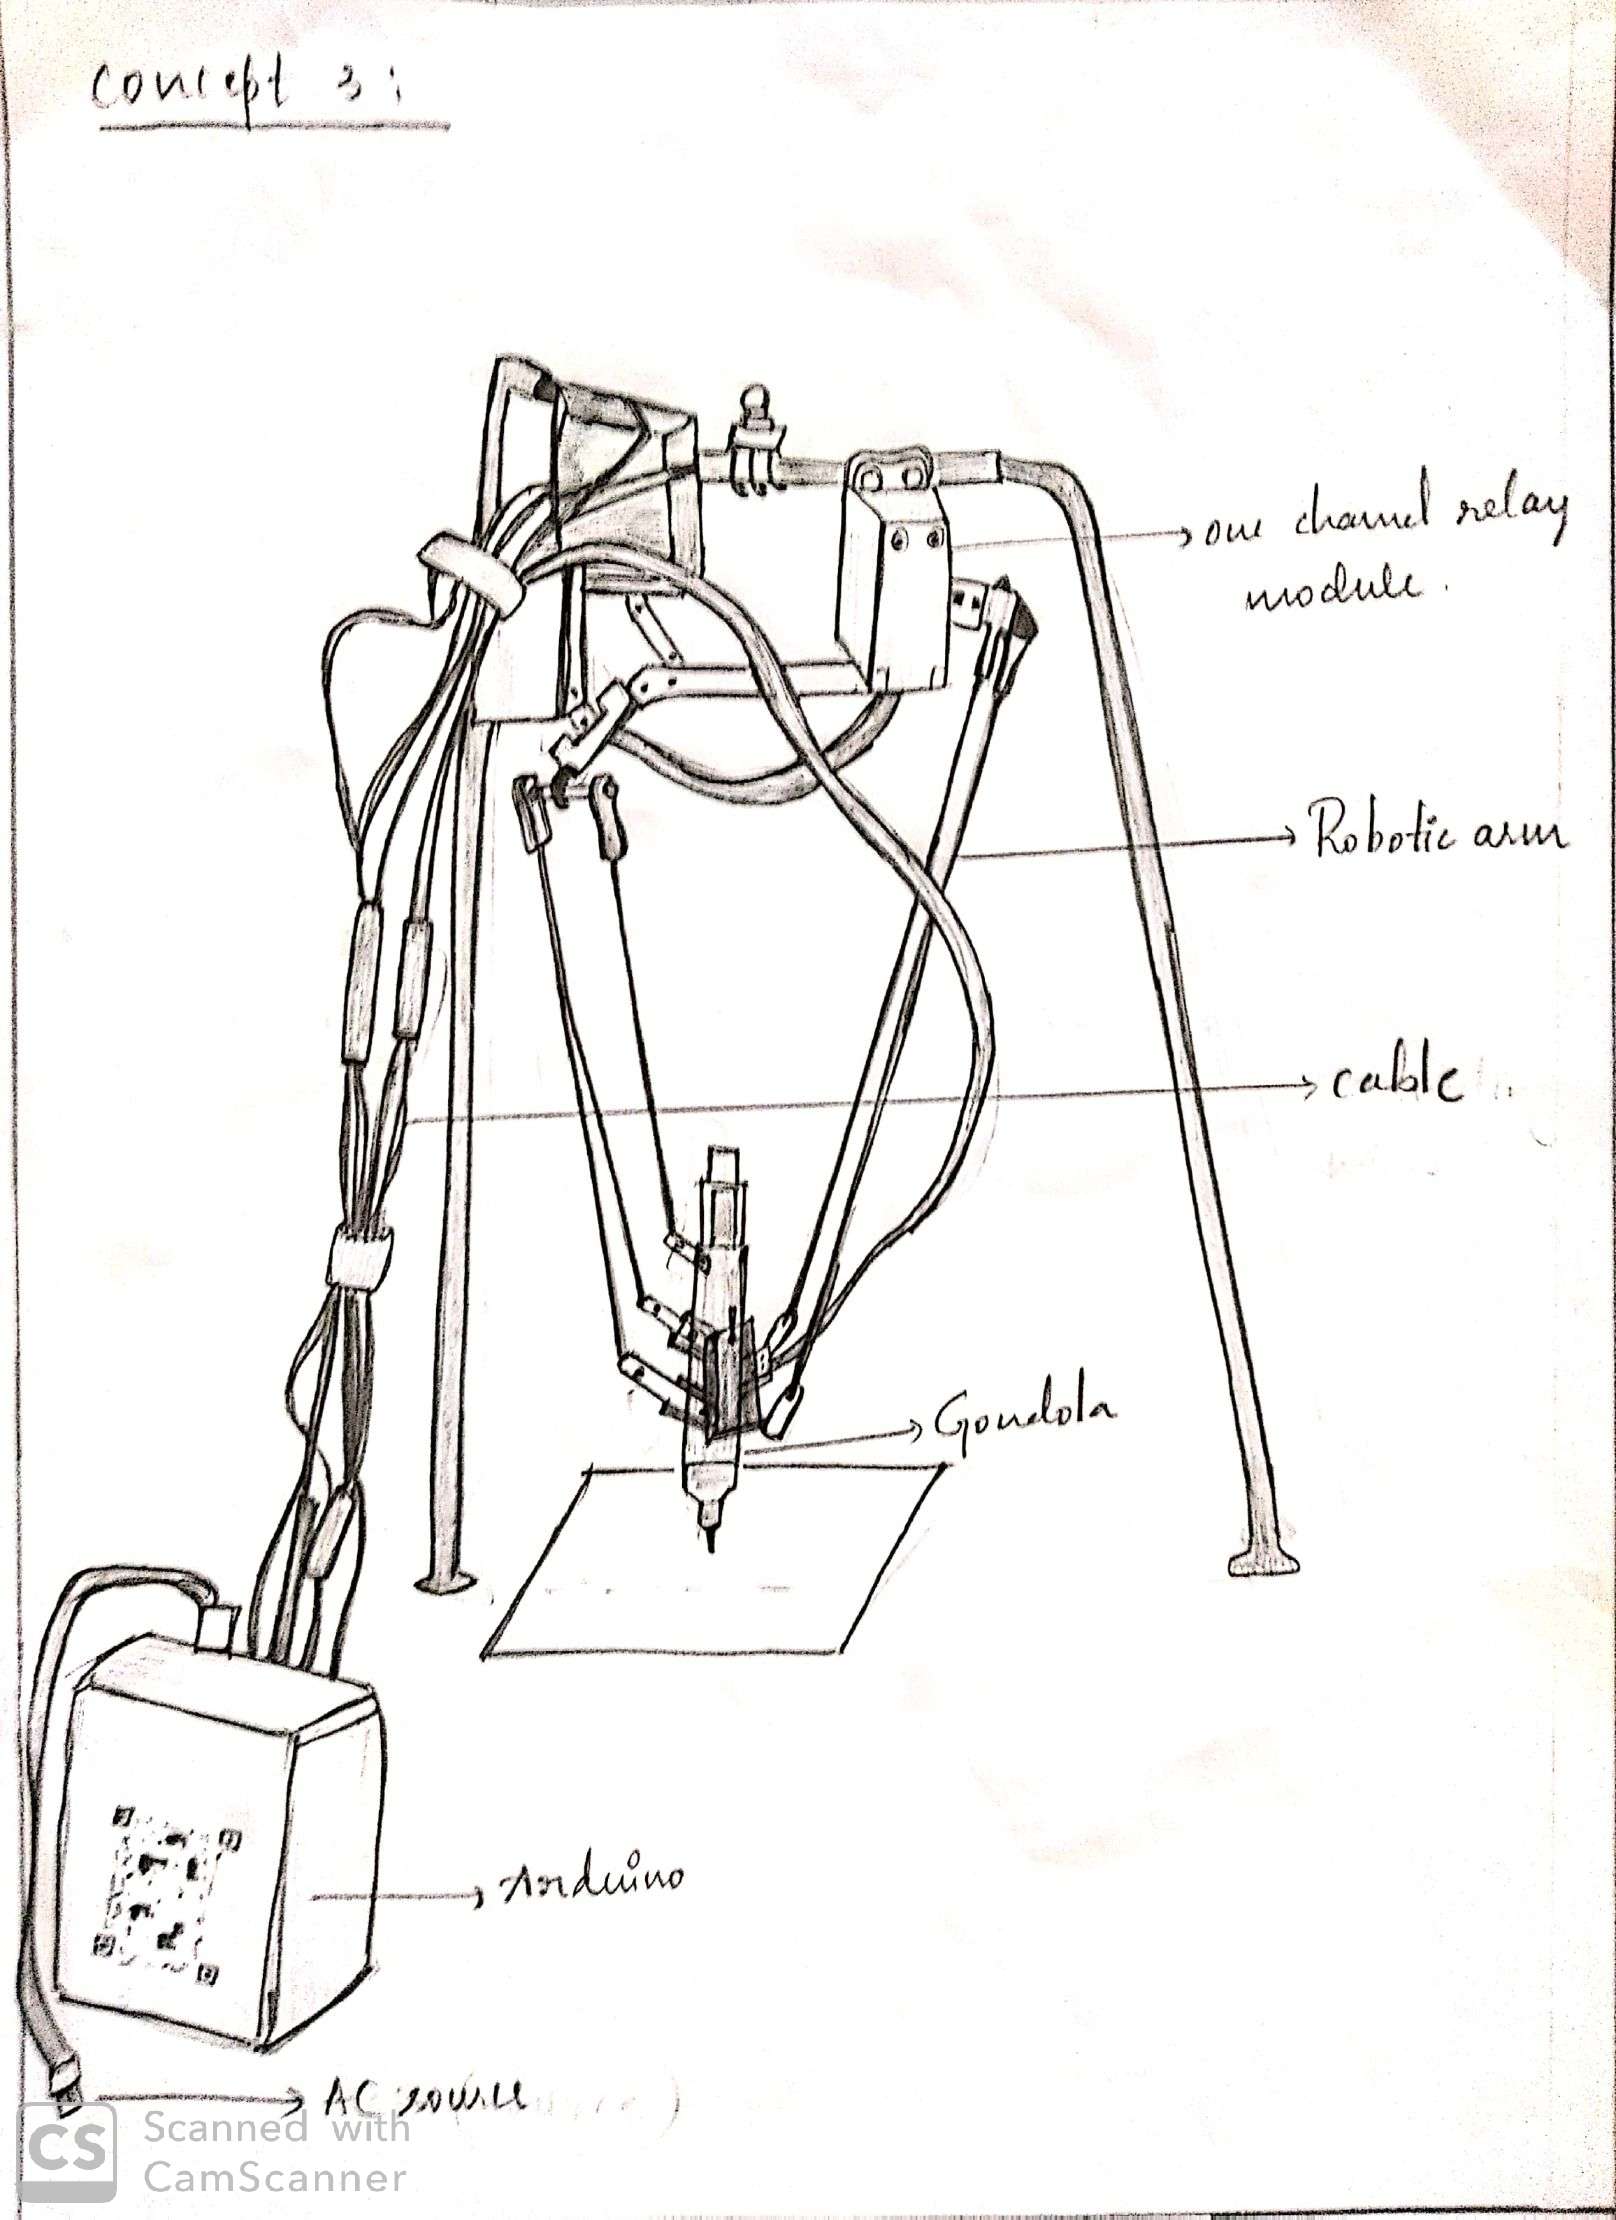 Concept 3:
one channel relay
module.
Robotic arm
cable
Gondola
Arduino
AC source
CS
Scanned with
CamScanner